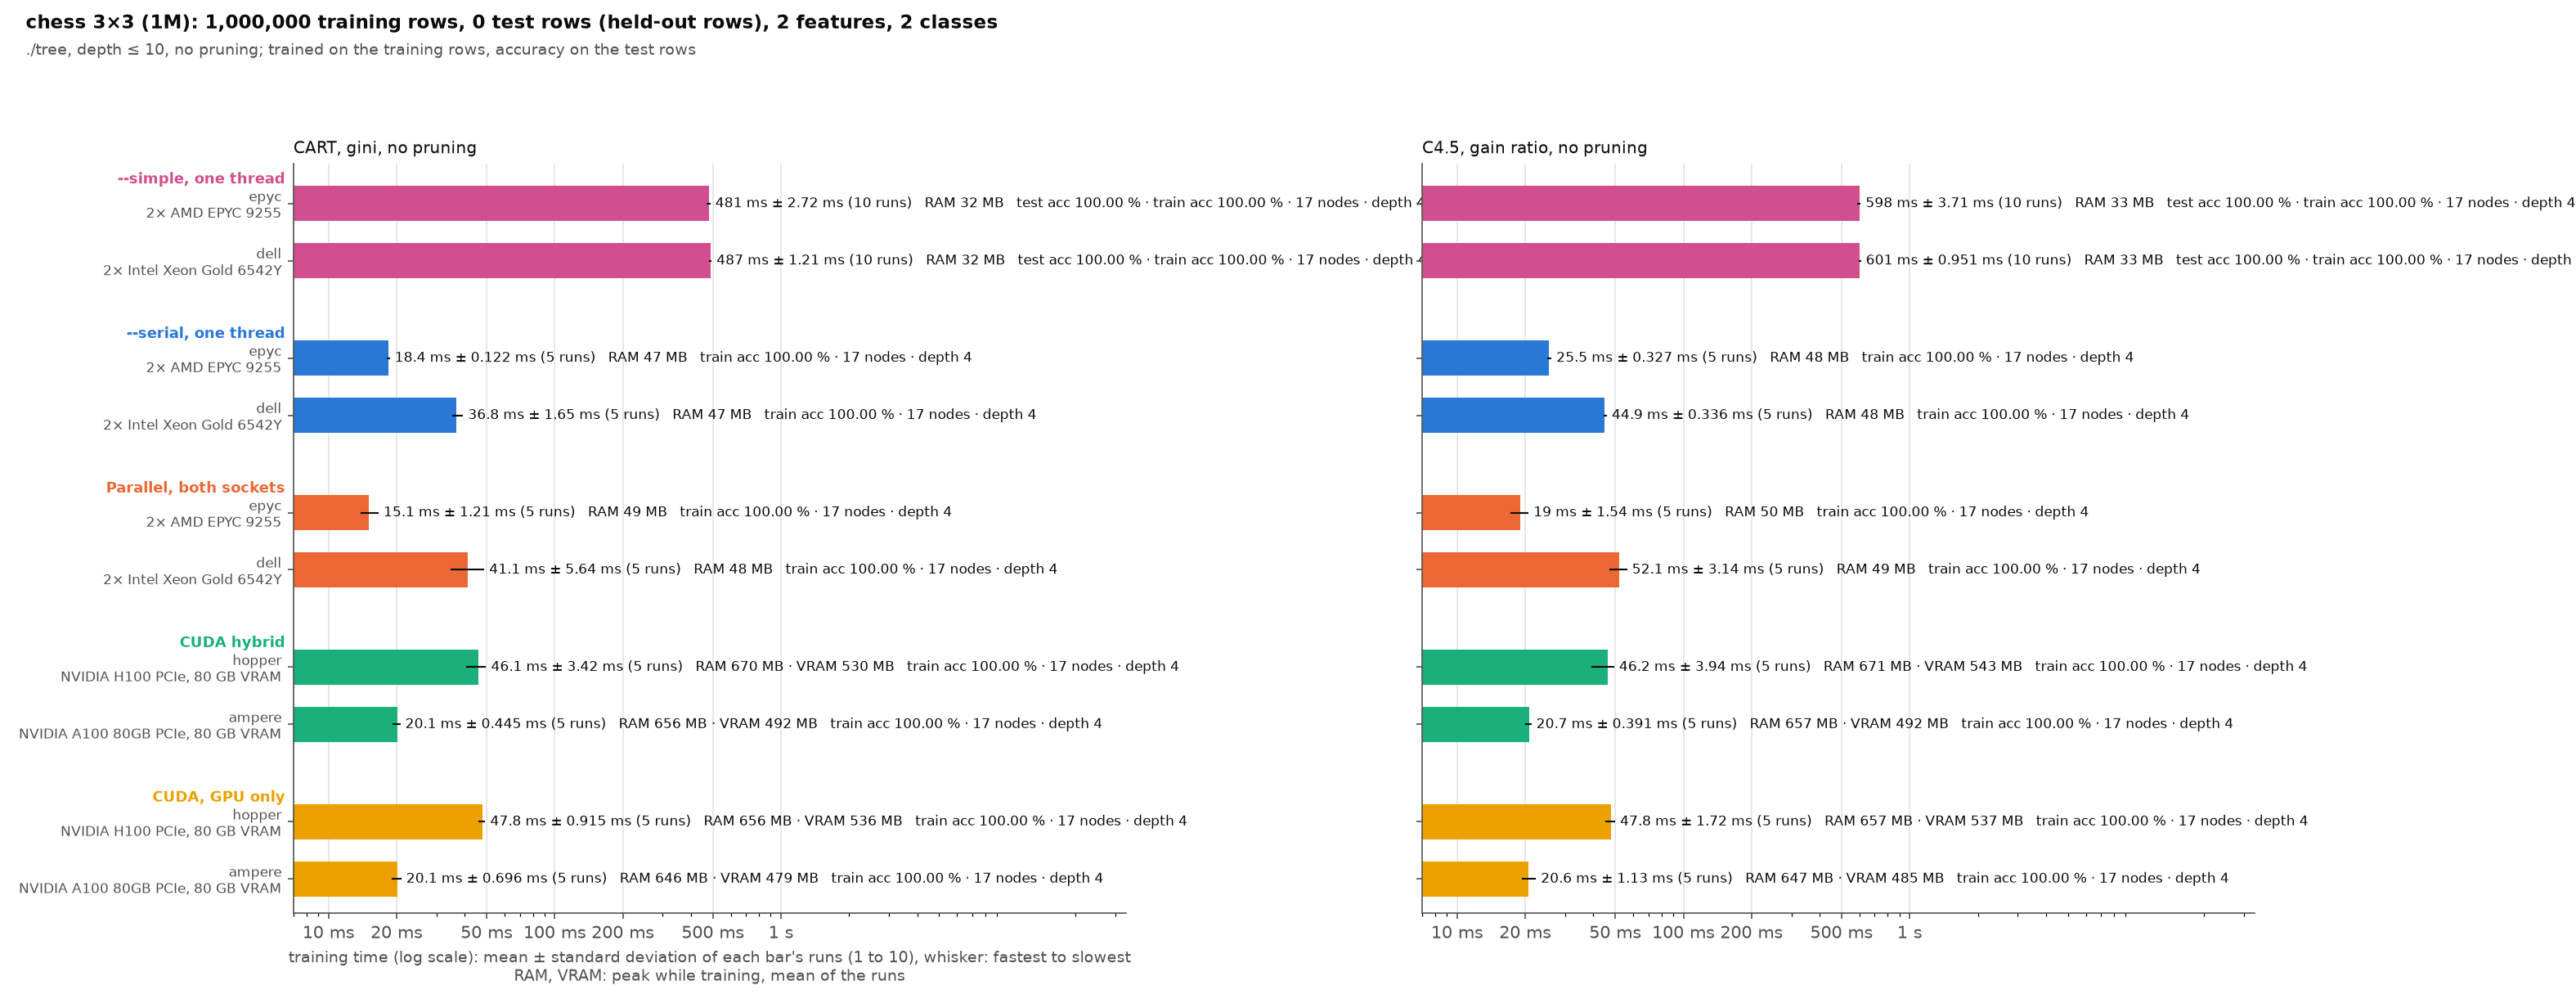 chess 3×3 (1M): 1,000,000 training rows, 0 test rows (held-out rows), 2 features, 2 classes
./tree, depth ≤ 10, no pruning; trained on the training rows, accuracy on the test rows
CART, gini, no pruning
--simple, one thread
epyc
2× AMD EPYC 9255
481 ms ± 2.72 ms (10 runs)   RAM 32 MB   test acc 100.00 % · train acc 100.00 % · 17 nodes · depth 4
dell
2× Intel Xeon Gold 6542Y
487 ms ± 1.21 ms (10 runs)   RAM 32 MB   test acc 100.00 % · train acc 100.00 % · 17 nodes · depth 4
--serial, one thread
epyc
2× AMD EPYC 9255
18.4 ms ± 0.122 ms (5 runs)   RAM 47 MB   train acc 100.00 % · 17 nodes · depth 4
dell
2× Intel Xeon Gold 6542Y
36.8 ms ± 1.65 ms (5 runs)   RAM 47 MB   train acc 100.00 % · 17 nodes · depth 4
Parallel, both sockets
epyc
2× AMD EPYC 9255
15.1 ms ± 1.21 ms (5 runs)   RAM 49 MB   train acc 100.00 % · 17 nodes · depth 4
dell
2× Intel Xeon Gold 6542Y
41.1 ms ± 5.64 ms (5 runs)   RAM 48 MB   train acc 100.00 % · 17 nodes · depth 4
CUDA hybrid
hopper
NVIDIA H100 PCIe, 80 GB VRAM
46.1 ms ± 3.42 ms (5 runs)   RAM 670 MB · VRAM 530 MB   train acc 100.00 % · 17 nodes · depth 4
ampere
NVIDIA A100 80GB PCIe, 80 GB VRAM
20.1 ms ± 0.445 ms (5 runs)   RAM 656 MB · VRAM 492 MB   train acc 100.00 % · 17 nodes · depth 4
CUDA, GPU only
hopper
NVIDIA H100 PCIe, 80 GB VRAM
47.8 ms ± 0.915 ms (5 runs)   RAM 656 MB · VRAM 536 MB   train acc 100.00 % · 17 nodes · depth 4
ampere
NVIDIA A100 80GB PCIe, 80 GB VRAM
20.1 ms ± 0.696 ms (5 runs)   RAM 646 MB · VRAM 479 MB   train acc 100.00 % · 17 nodes · depth 4
10 ms 20 ms 50 ms 100 ms 200 ms 500 ms 1 s
training time (log scale): mean ± standard deviation of each bar's runs (1 to 10), whisker: fastest to slowest
RAM, VRAM: peak while training, mean of the runs
C4.5, gain ratio, no pruning
598 ms ± 3.71 ms (10 runs)   RAM 33 MB   test acc 100.00 % · train acc 100.00 % · 17 nodes · depth 4
601 ms ± 0.951 ms (10 runs)   RAM 33 MB   test acc 100.00 % · train acc 100.00 % · 17 nodes · depth
25.5 ms ± 0.327 ms (5 runs)   RAM 48 MB   train acc 100.00 % · 17 nodes · depth 4
44.9 ms ± 0.336 ms (5 runs)   RAM 48 MB   train acc 100.00 % · 17 nodes · depth 4
19 ms ± 1.54 ms (5 runs)   RAM 50 MB   train acc 100.00 % · 17 nodes · depth 4
52.1 ms ± 3.14 ms (5 runs)   RAM 49 MB   train acc 100.00 % · 17 nodes · depth 4
46.2 ms ± 3.94 ms (5 runs)   RAM 671 MB · VRAM 543 MB   train acc 100.00 % · 17 nodes · depth 4
20.7 ms ± 0.391 ms (5 runs)   RAM 657 MB · VRAM 492 MB   train acc 100.00 % · 17 nodes · depth 4
47.8 ms ± 1.72 ms (5 runs)   RAM 657 MB · VRAM 537 MB   train acc 100.00 % · 17 nodes · depth 4
20.6 ms ± 1.13 ms (5 runs)   RAM 647 MB · VRAM 485 MB   train acc 100.00 % · 17 nodes · depth 4
10 ms 20 ms 50 ms 100 ms 200 ms 500 ms 1 s